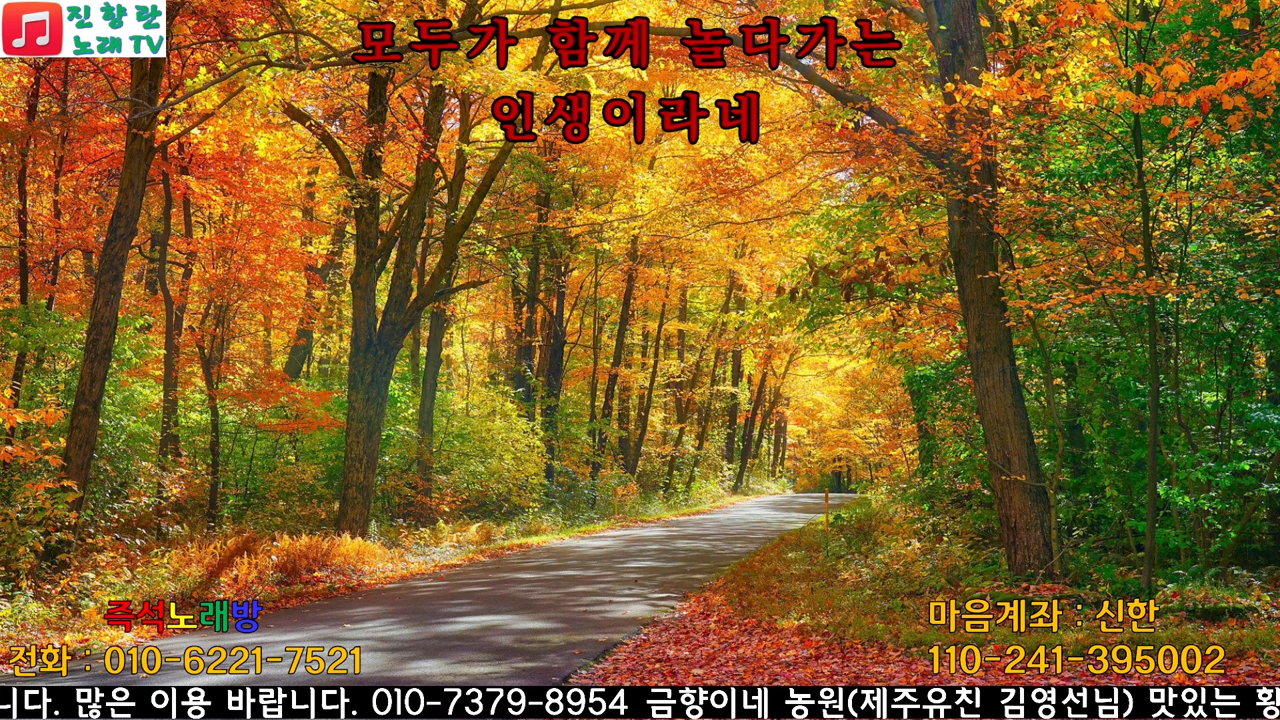 진향란
노래TV
모두가 함께 놀다가는
인생이라네
즉석노래방
전화 : 010-6221-7521
마음계좌 : 신한
110-241-395002
니다. 많은 이용 바랍니다. 010-7379-8954 금향이네 농원(제주유친 김영선님) 맛있는 황